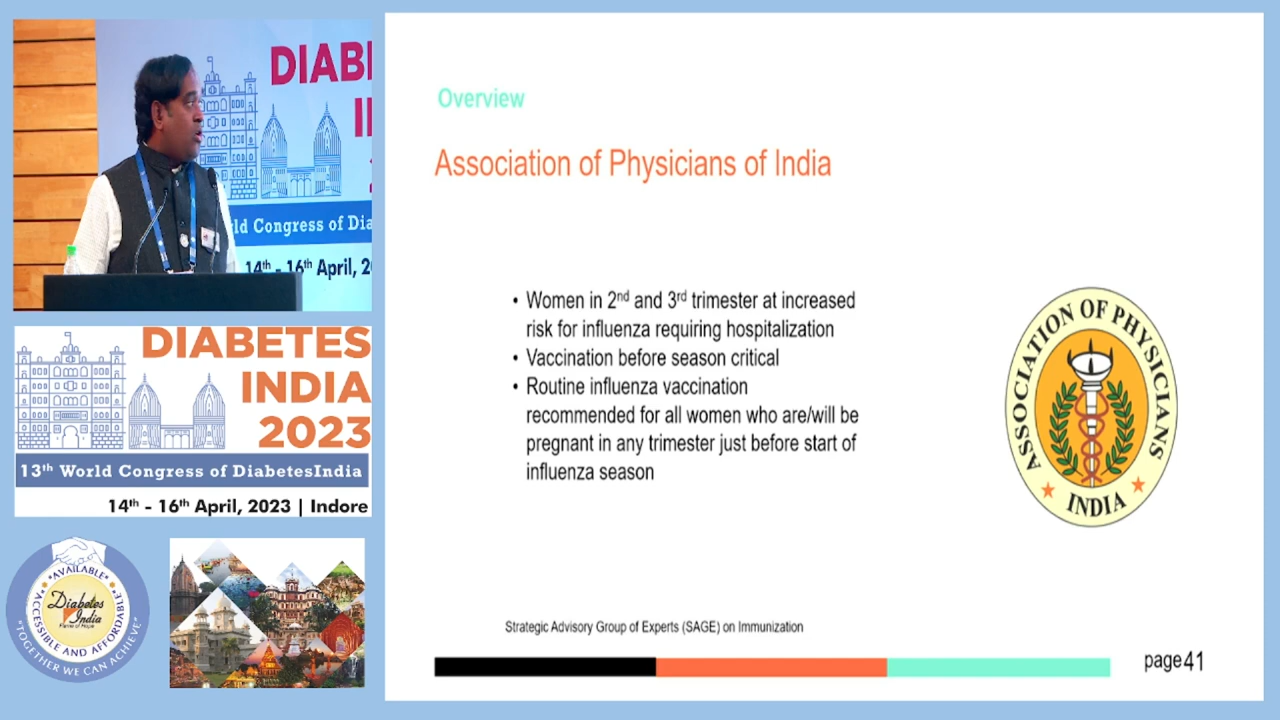 DIAB
ld Congress of Dia
14th - 16th April, 2
DIABETES
INDIA
2023
13th World Congress of DiabetesIndia
14th - 16th April, 2023 | Indore
*AVAILABLE*
*ACCESSIBLE AND AFFORDABLE*
"TOGETHER WE CAN ACHIEVE"
Diabetes
India
Flame of Hope
Overview
Association of Physicians of India
• Women in 2nd and 3rd trimester at increased
risk for influenza requiring hospitalization
• Vaccination before season critical
• Routine influenza vaccination
recommended for all women who are/will be
pregnant in any trimester just before start of
influenza season
ASSOCIATION OF PHYSICIANS
INDIA
Strategic Advisory Group of Experts (SAGE) on Immunization
page41